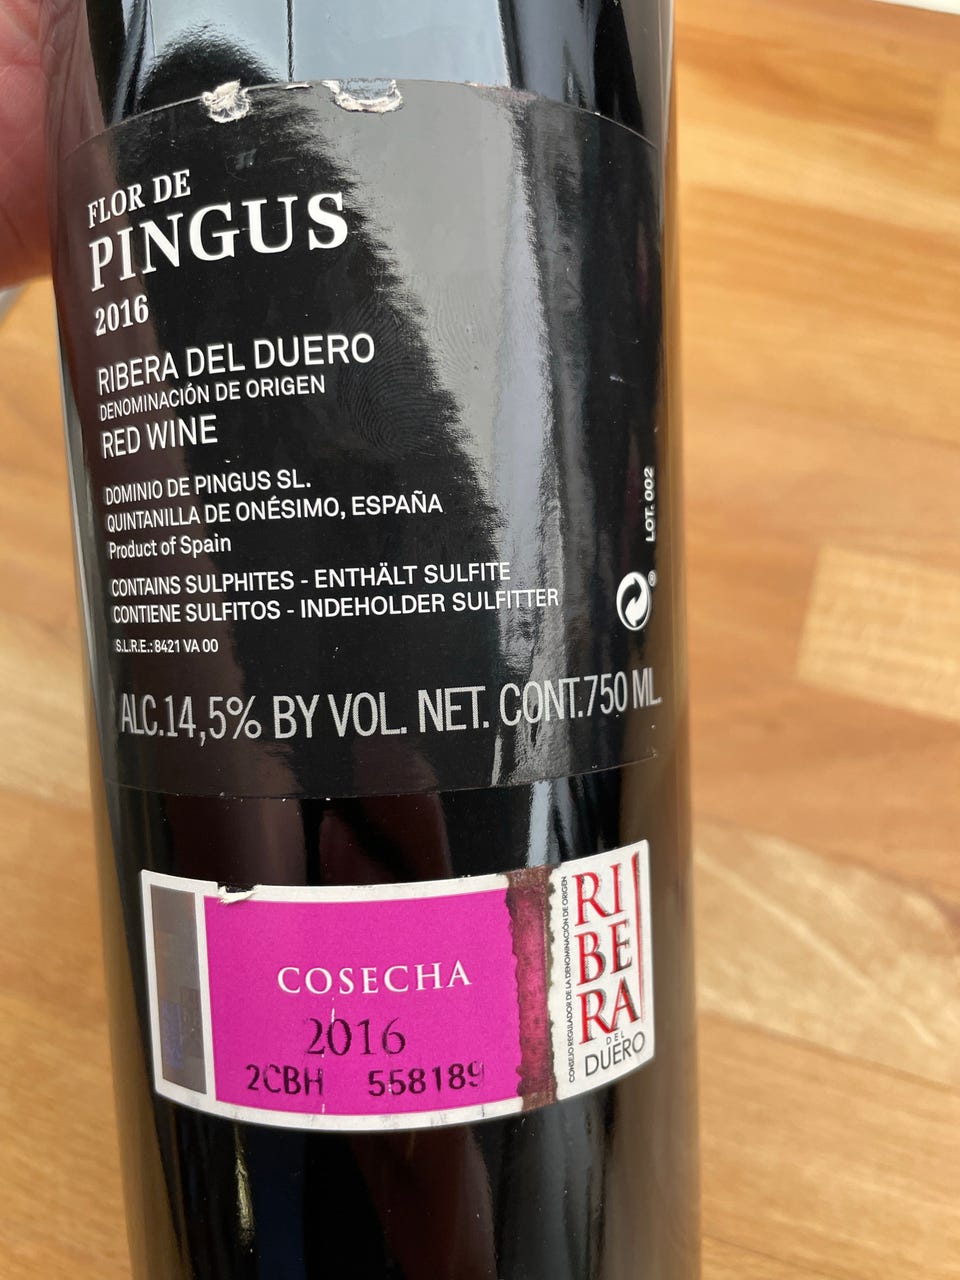 FLOR DE
PINGUS
2016
RIBERA DEL DUERO
DENOMINACIÓN DE ORIGEN
RED WINE
DOMINIO DE PINGUS SL.
QUINTANILLA DE ONÉSIMO, ESPAÑA
Product of Spain
CONTAINS SULPHITES - ENTHÄLT SULFITE
CONTIENE SULFITOS - INDEHOLDER SULFITTER
S.L.R.E.: 8421 VA 00
LOT. 002
®
ALC.14,5% BY VOL. NET. CONT.750 ML.
COSECHA
2016
2CBH 558189
CONSEJO REGULADOR DE LA DENOMINACIÓN DE ORIGEN
RI
BE
RA
DEL
DUERO